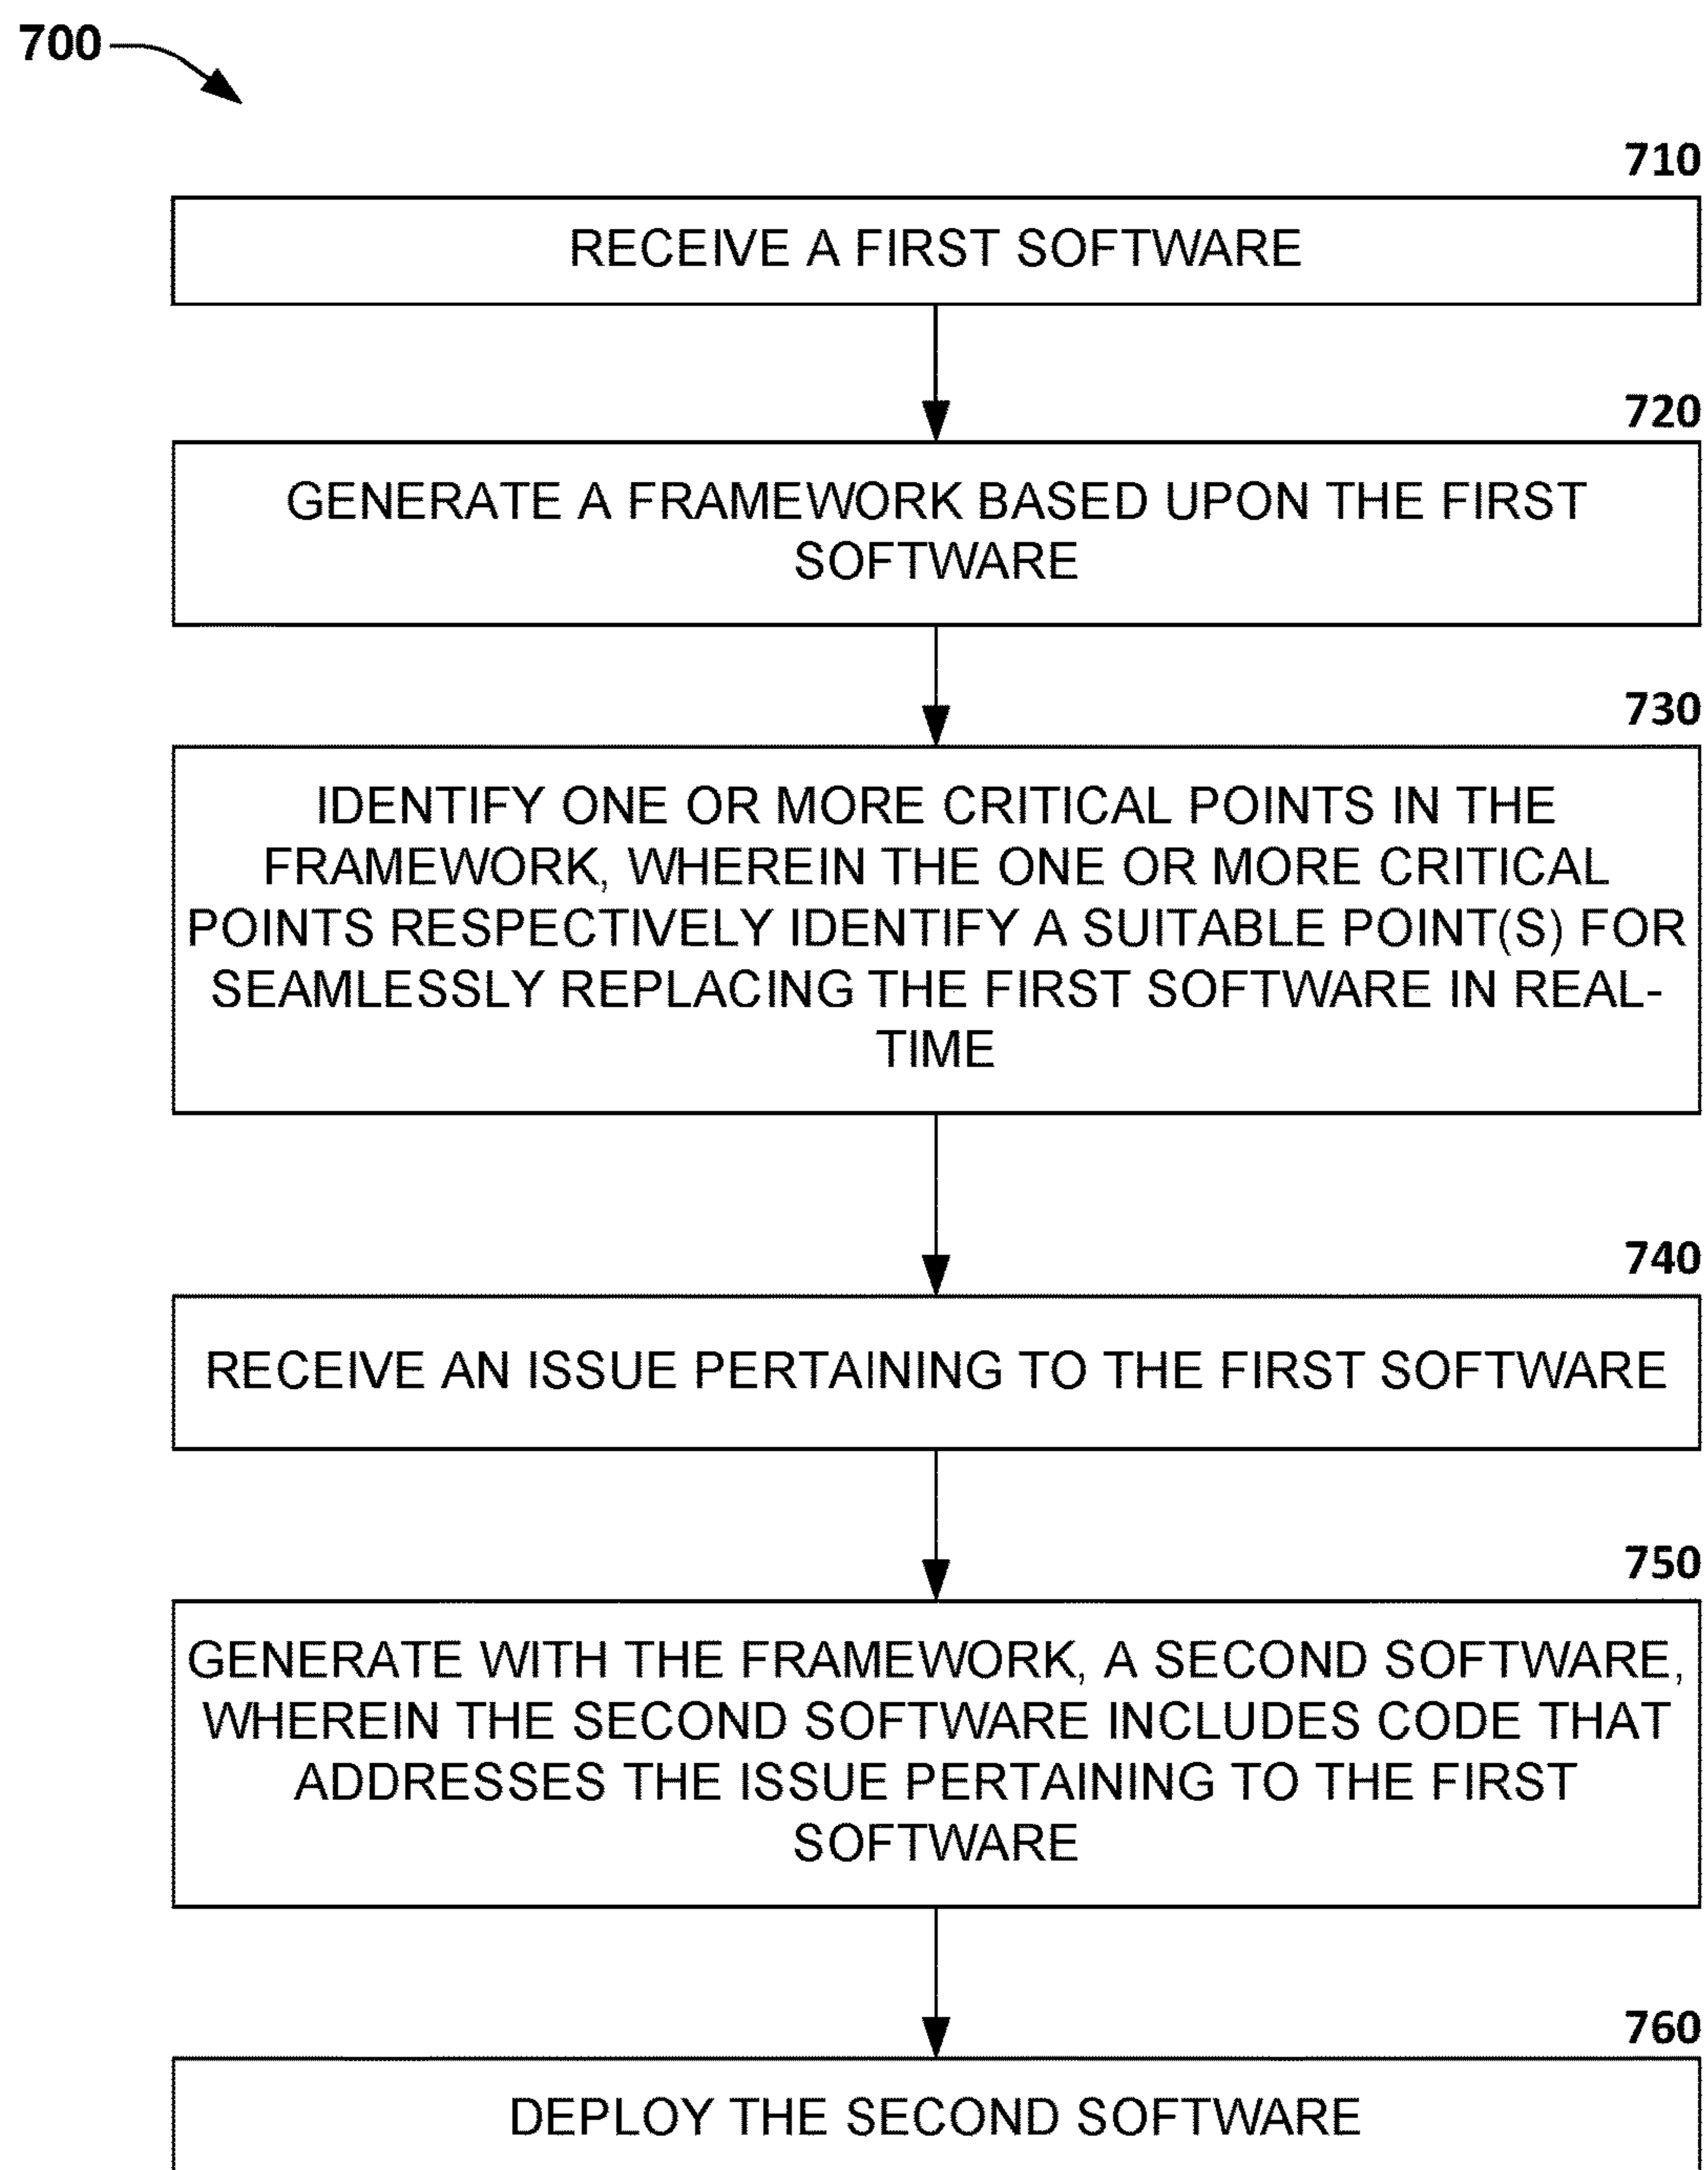 700
710
RECEIVE A FIRST SOFTWARE
720
GENERATE A FRAMEWORK BASED UPON THE FIRST
SOFTWARE
730
IDENTIFY ONE OR MORE CRITICAL POINTS IN THE
FRAMEWORK, WHEREIN THE ONE OR MORE CRITICAL
POINTS RESPECTIVELY IDENTIFY A SUITABLE POINT(S) FOR
SEAMLESSLY REPLACING THE FIRST SOFTWARE IN REAL-
TIME
740
RECEIVE AN ISSUE PERTAINING TO THE FIRST SOFTWARE
750
GENERATE WITH THE FRAMEWORK, A SECOND SOFTWARE,
WHEREIN THE SECOND SOFTWARE INCLUDES CODE THAT
ADDRESSES THE ISSUE PERTAINING TO THE FIRST
SOFTWARE
760
DEPLOY THE SECOND SOFTWARE